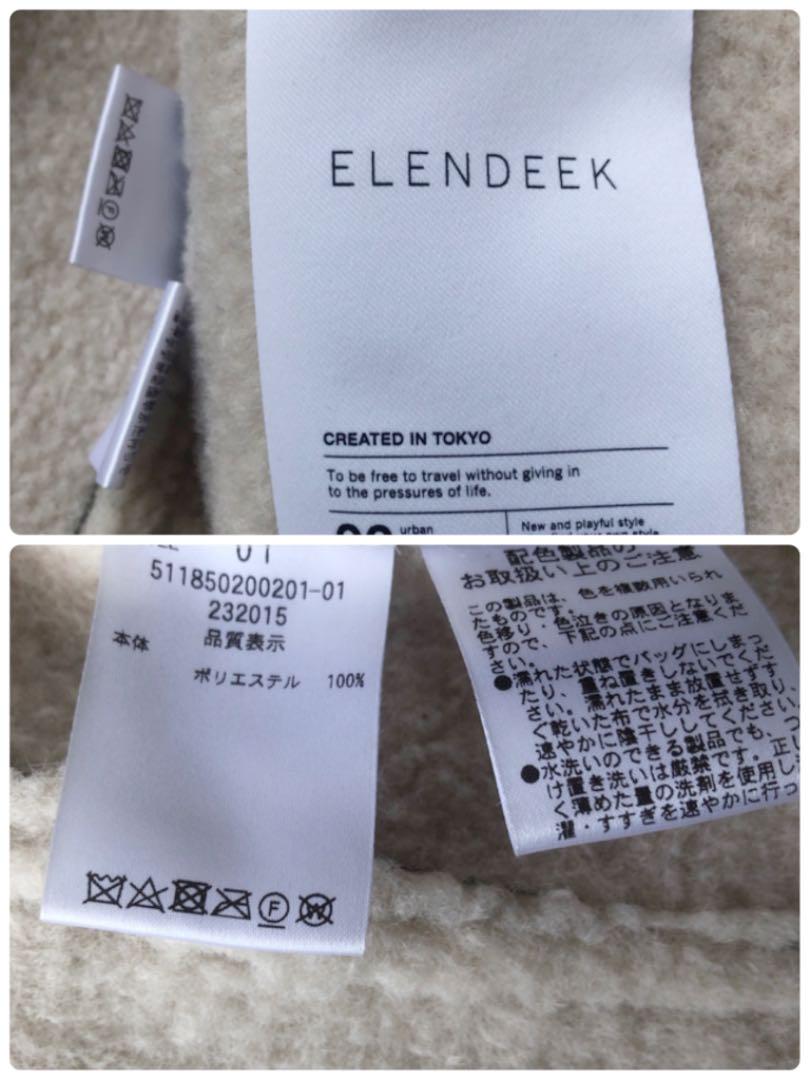 ELENDEEK
CREATED IN TOKYO
To be free to travel without giving in
to the pressures of life.
urban
New and playful style
01
511850200201-01
232015
品質表示
本体
ポリエステル 100%
F
W
配色製品の
お取扱い上のご注意
この製品は、色を複数用いられ
たものです。
色移り・色泣きの原因となりま
すので、下記の点にご注意くだ
さい。
●濡れた状態でバッグにしまっ
たり、重ね置きしないでくだ
さい。濡れたまま放置せずす
ぐ乾いた布で水分を拭き取り、
速やかに陰干ししてください。
●水洗いのできる製品でも、つ
け置き洗いは厳禁です。正し
く薄めた量の洗剤を使用し
濯・すすぎを速やかに行っ